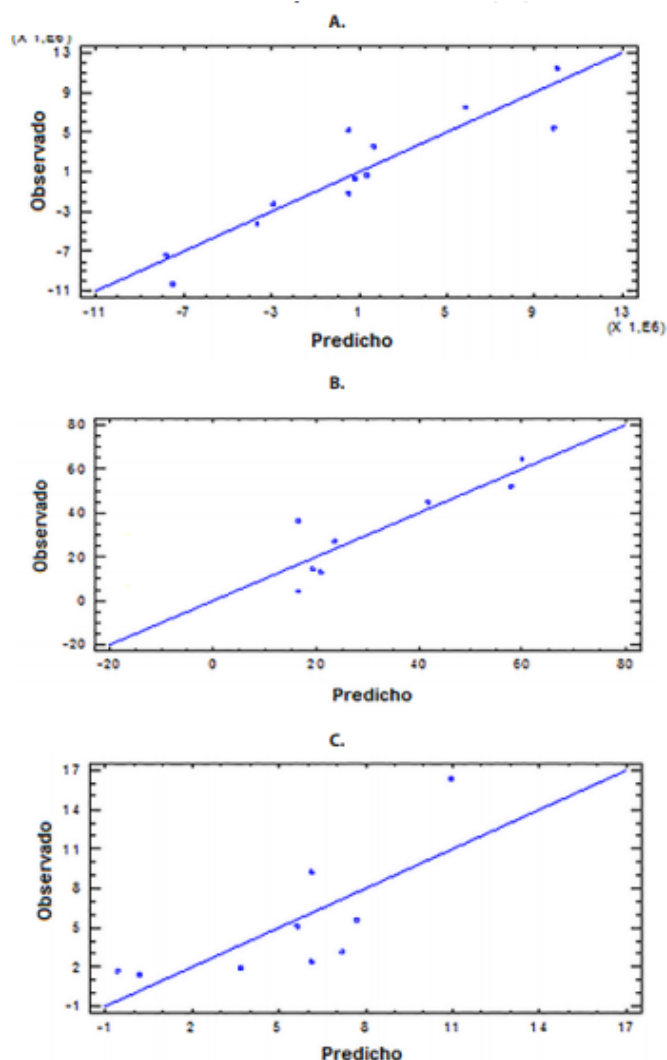 A.
(X 1,E6)
13
9
5
1
-3
-7
-11
Observado
-11 -7 -3 1 5 9 13
(X 1,E6)
Predicho
B.
80
60
40
20
0
-20
Observado
-20 0 20 40 60 80
Predicho
C.
17
14
11
8
5
2
-1
Observado
-1 2 5 8 11 14 17
Predicho